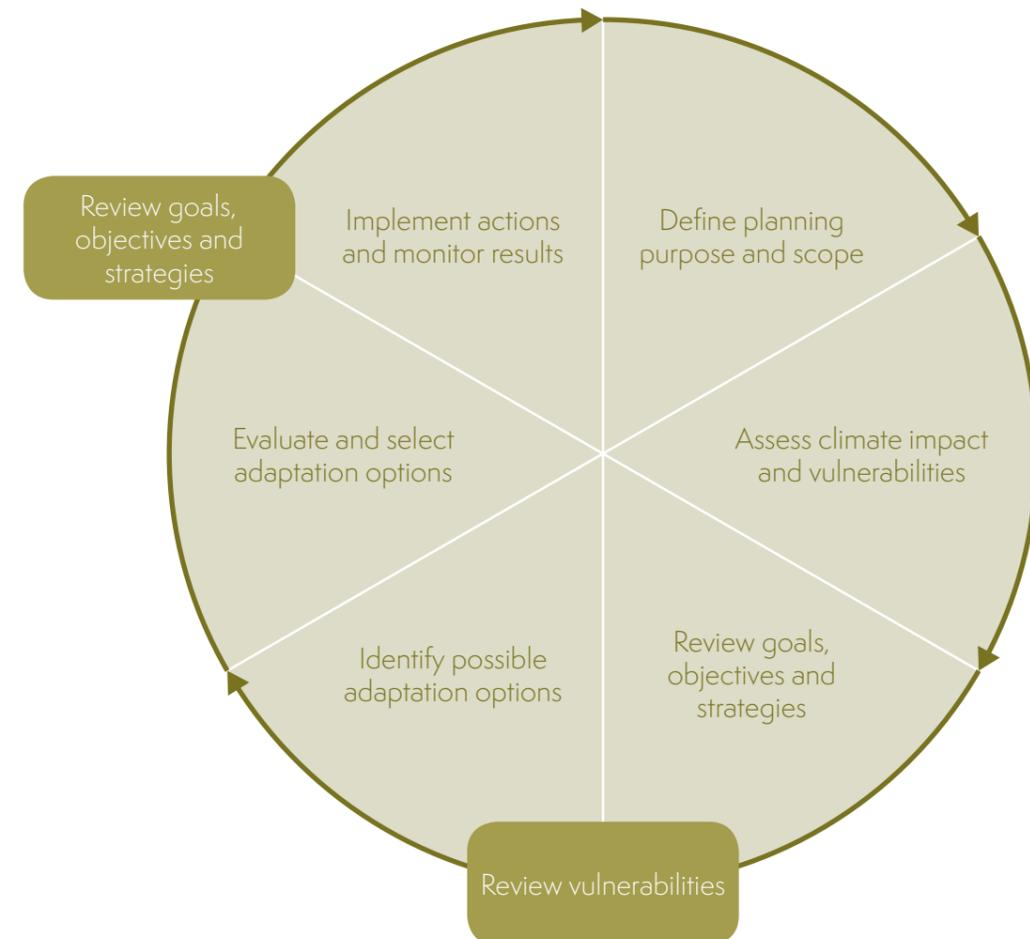 Review goals,
objectives and
strategies
Implement actions
and monitor results
Define planning
purpose and scope
Evaluate and select
adaptation options
Assess climate impact
and vulnerabilities
Identify possible
adaptation options
Review goals,
objectives and
strategies
Review vulnerabilities